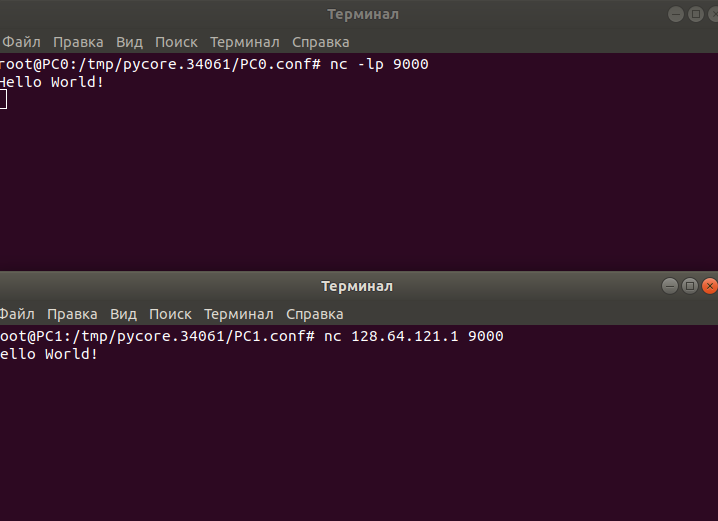 Терминал
Файл Правка Вид Поиск Терминал Справка
root@PC0:/tmp/pycore.34061/PC0.conf# nc -lp 9000
Hello World!
Терминал
Файл Правка Вид Поиск Терминал Справка
oot@PC1:/tmp/pycore.34061/PC1.conf# nc 128.64.121.1 9000
ello World!